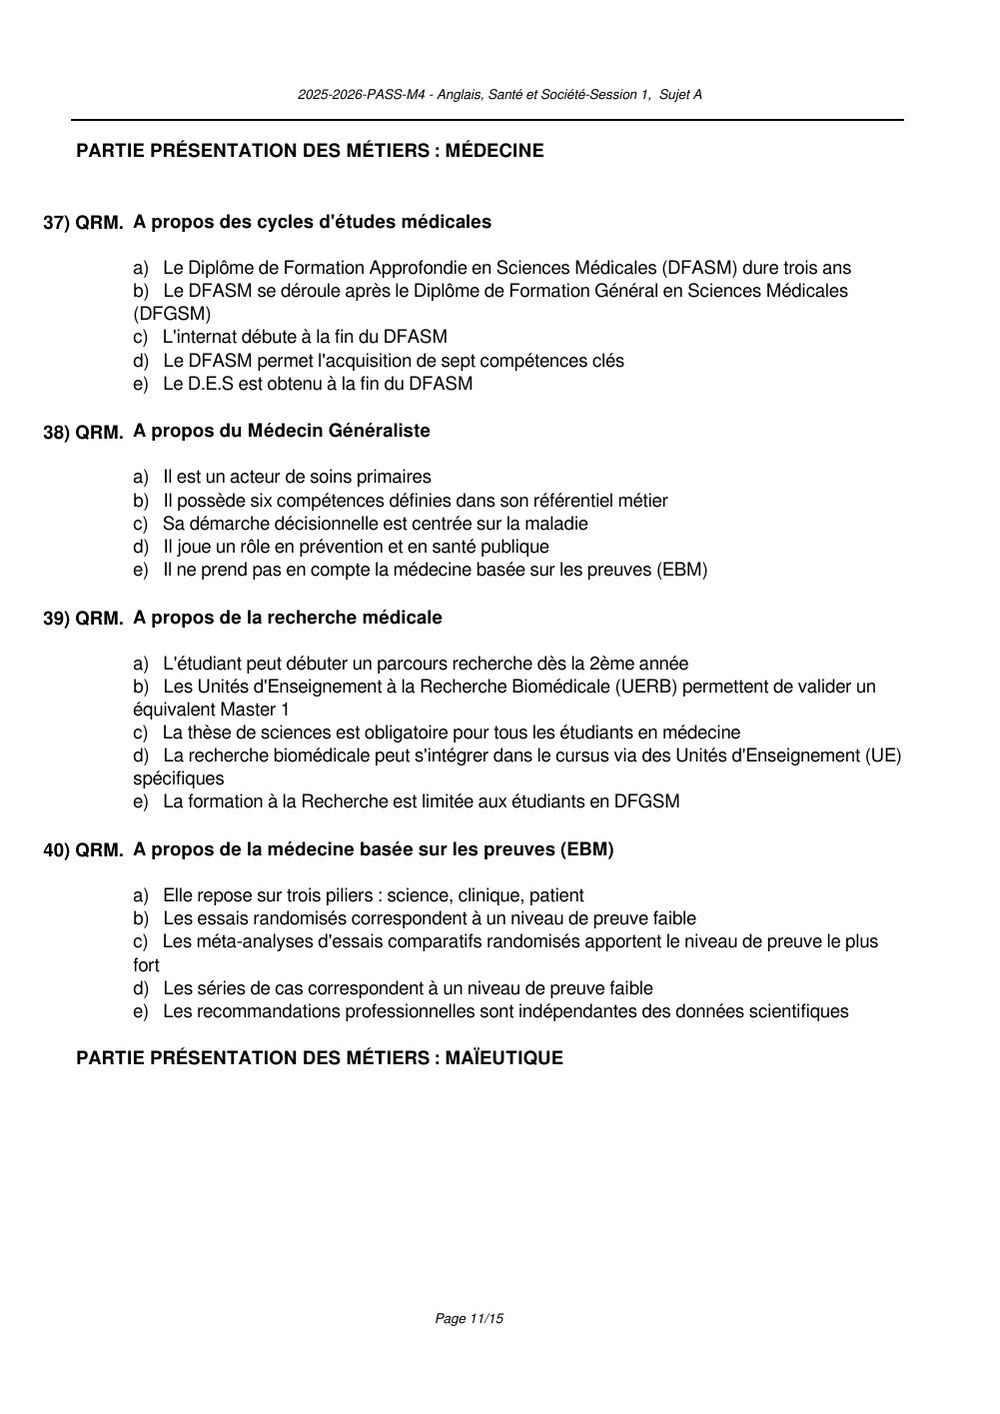 2025-2026-PASS-M4 - Anglais, Santé et Société-Session 1,  Sujet A
PARTIE PRÉSENTATION DES MÉTIERS : MÉDECINE
37) QRM. A propos des cycles d'études médicales
a) Le Diplôme de Formation Approfondie en Sciences Médicales (DFASM) dure trois ans
b) Le DFASM se déroule après le Diplôme de Formation Général en Sciences Médicales
(DFGSM)
c) L'internat débute à la fin du DFASM
d) Le DFASM permet l'acquisition de sept compétences clés
e) Le D.E.S est obtenu à la fin du DFASM
38) QRM. A propos du Médecin Généraliste
a) Il est un acteur de soins primaires
b) Il possède six compétences définies dans son référentiel métier
c) Sa démarche décisionnelle est centrée sur la maladie
d) Il joue un rôle en prévention et en santé publique
e) Il ne prend pas en compte la médecine basée sur les preuves (EBM)
39) QRM. A propos de la recherche médicale
a) L'étudiant peut débuter un parcours recherche dès la 2ème année
b) Les Unités d'Enseignement à la Recherche Biomédicale (UERB) permettent de valider un
équivalent Master 1
c) La thèse de sciences est obligatoire pour tous les étudiants en médecine
d) La recherche biomédicale peut s'intégrer dans le cursus via des Unités d'Enseignement (UE)
spécifiques
e) La formation à la Recherche est limitée aux étudiants en DFGSM
40) QRM. A propos de la médecine basée sur les preuves (EBM)
a) Elle repose sur trois piliers : science, clinique, patient
b) Les essais randomisés correspondent à un niveau de preuve faible
c) Les méta-analyses d'essais comparatifs randomisés apportent le niveau de preuve le plus
fort
d) Les séries de cas correspondent à un niveau de preuve faible
e) Les recommandations professionnelles sont indépendantes des données scientifiques
PARTIE PRÉSENTATION DES MÉTIERS : MAÏEUTIQUE
Page 11/15